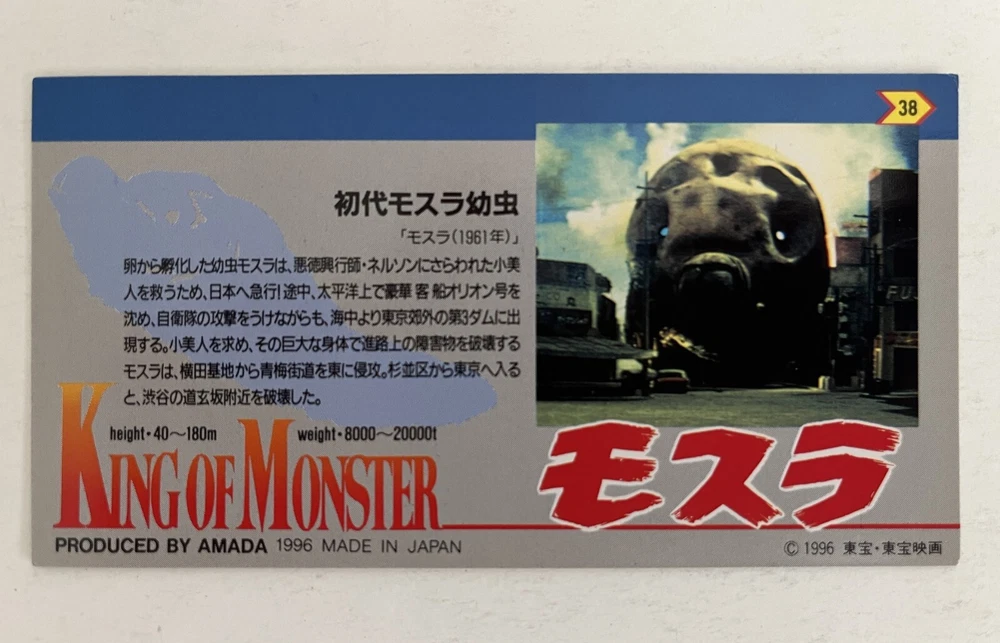 38
初代モスラ幼虫
「モスラ(1961年)」
卵から孵化した幼虫モスラは、悪徳興行師・ネルソンにさらわれた小美
人を救うため、日本へ急行!途中、太平洋上で豪華客船オリオン号を
沈め、自衛隊の攻撃をうけながらも、海中より東京郊外の第3ダムに出
現する。小美人を求め、その巨大な身体で進路上の障害物を破壊する
モスラは、横田基地から青梅街道を東に侵攻。杉並区から東京へ入る
と、渋谷の道玄坂附近を破壊した。
height・40〜180m weight・8000〜20000t
KING OF MONSTER
モスラ
PRODUCED BY AMADA 1996 MADE IN JAPAN
© 1996 東宝・東宝映画